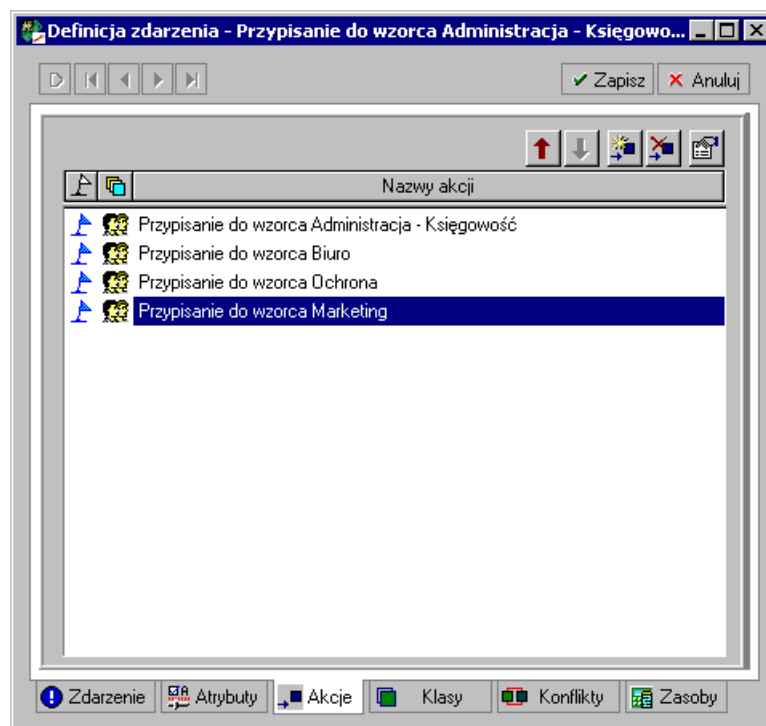 Definicja zdarzenia - Przypisanie do wzorca Administracja - Księgowo...
Zapisz Anuluj
Nazwy akcji
Przypisanie do wzorca Administracja - Księgowość
Przypisanie do wzorca Biuro
Przypisanie do wzorca Ochrona
Przypisanie do wzorca Marketing
Zdarzenie Atrybuty Akcje Klasy Konflikty Zasoby